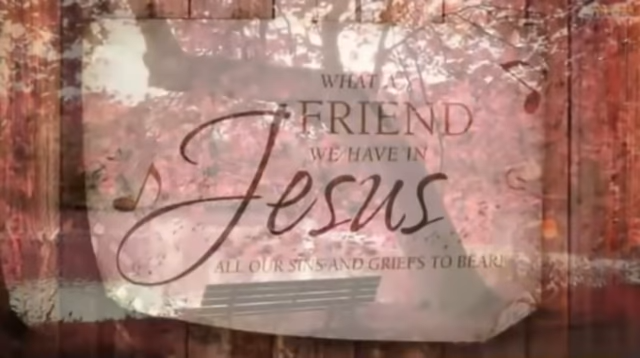 WHAT A
FRIEND
WE HAVE IN
Jesus
ALL OUR SINS AND GRIEFS TO BEAR!